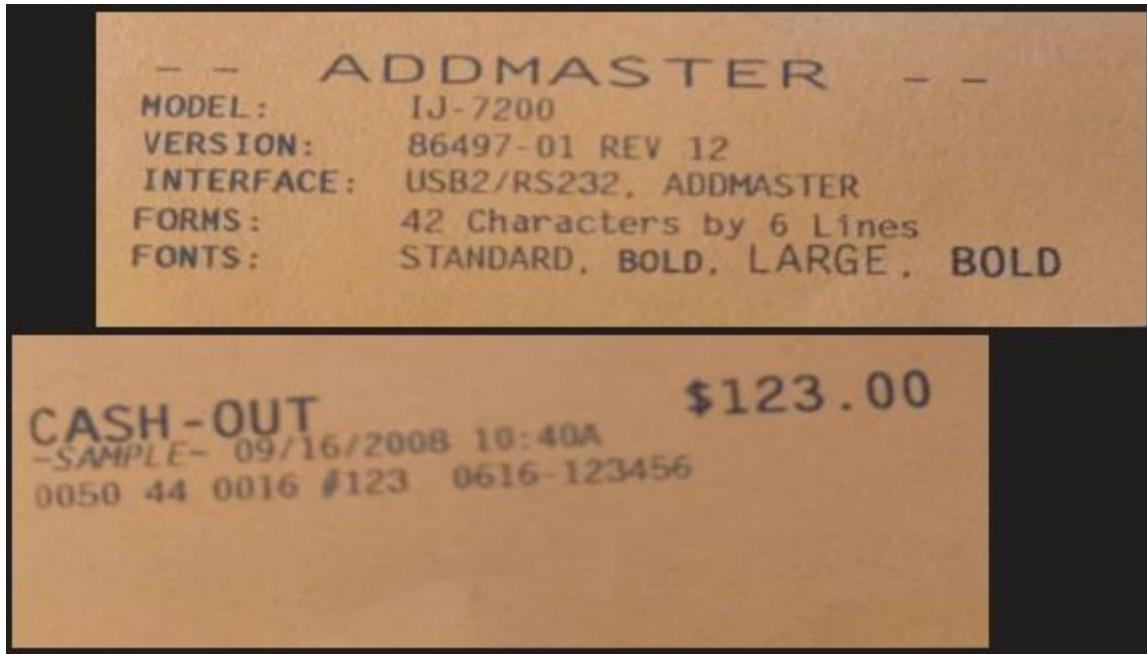 -- ADDMASTER --
MODEL: IJ-7200
VERSION: 86497-01 REV 12
INTERFACE: USB2/RS232, ADDMASTER
FORMS: 42 Characters by 6 Lines
FONTS: STANDARD, BOLD, LARGE, BOLD
CASH-OUT $123.00
-SAMPLE- 09/16/2008 10:40A
0050 44 0016 #123 0616-123456